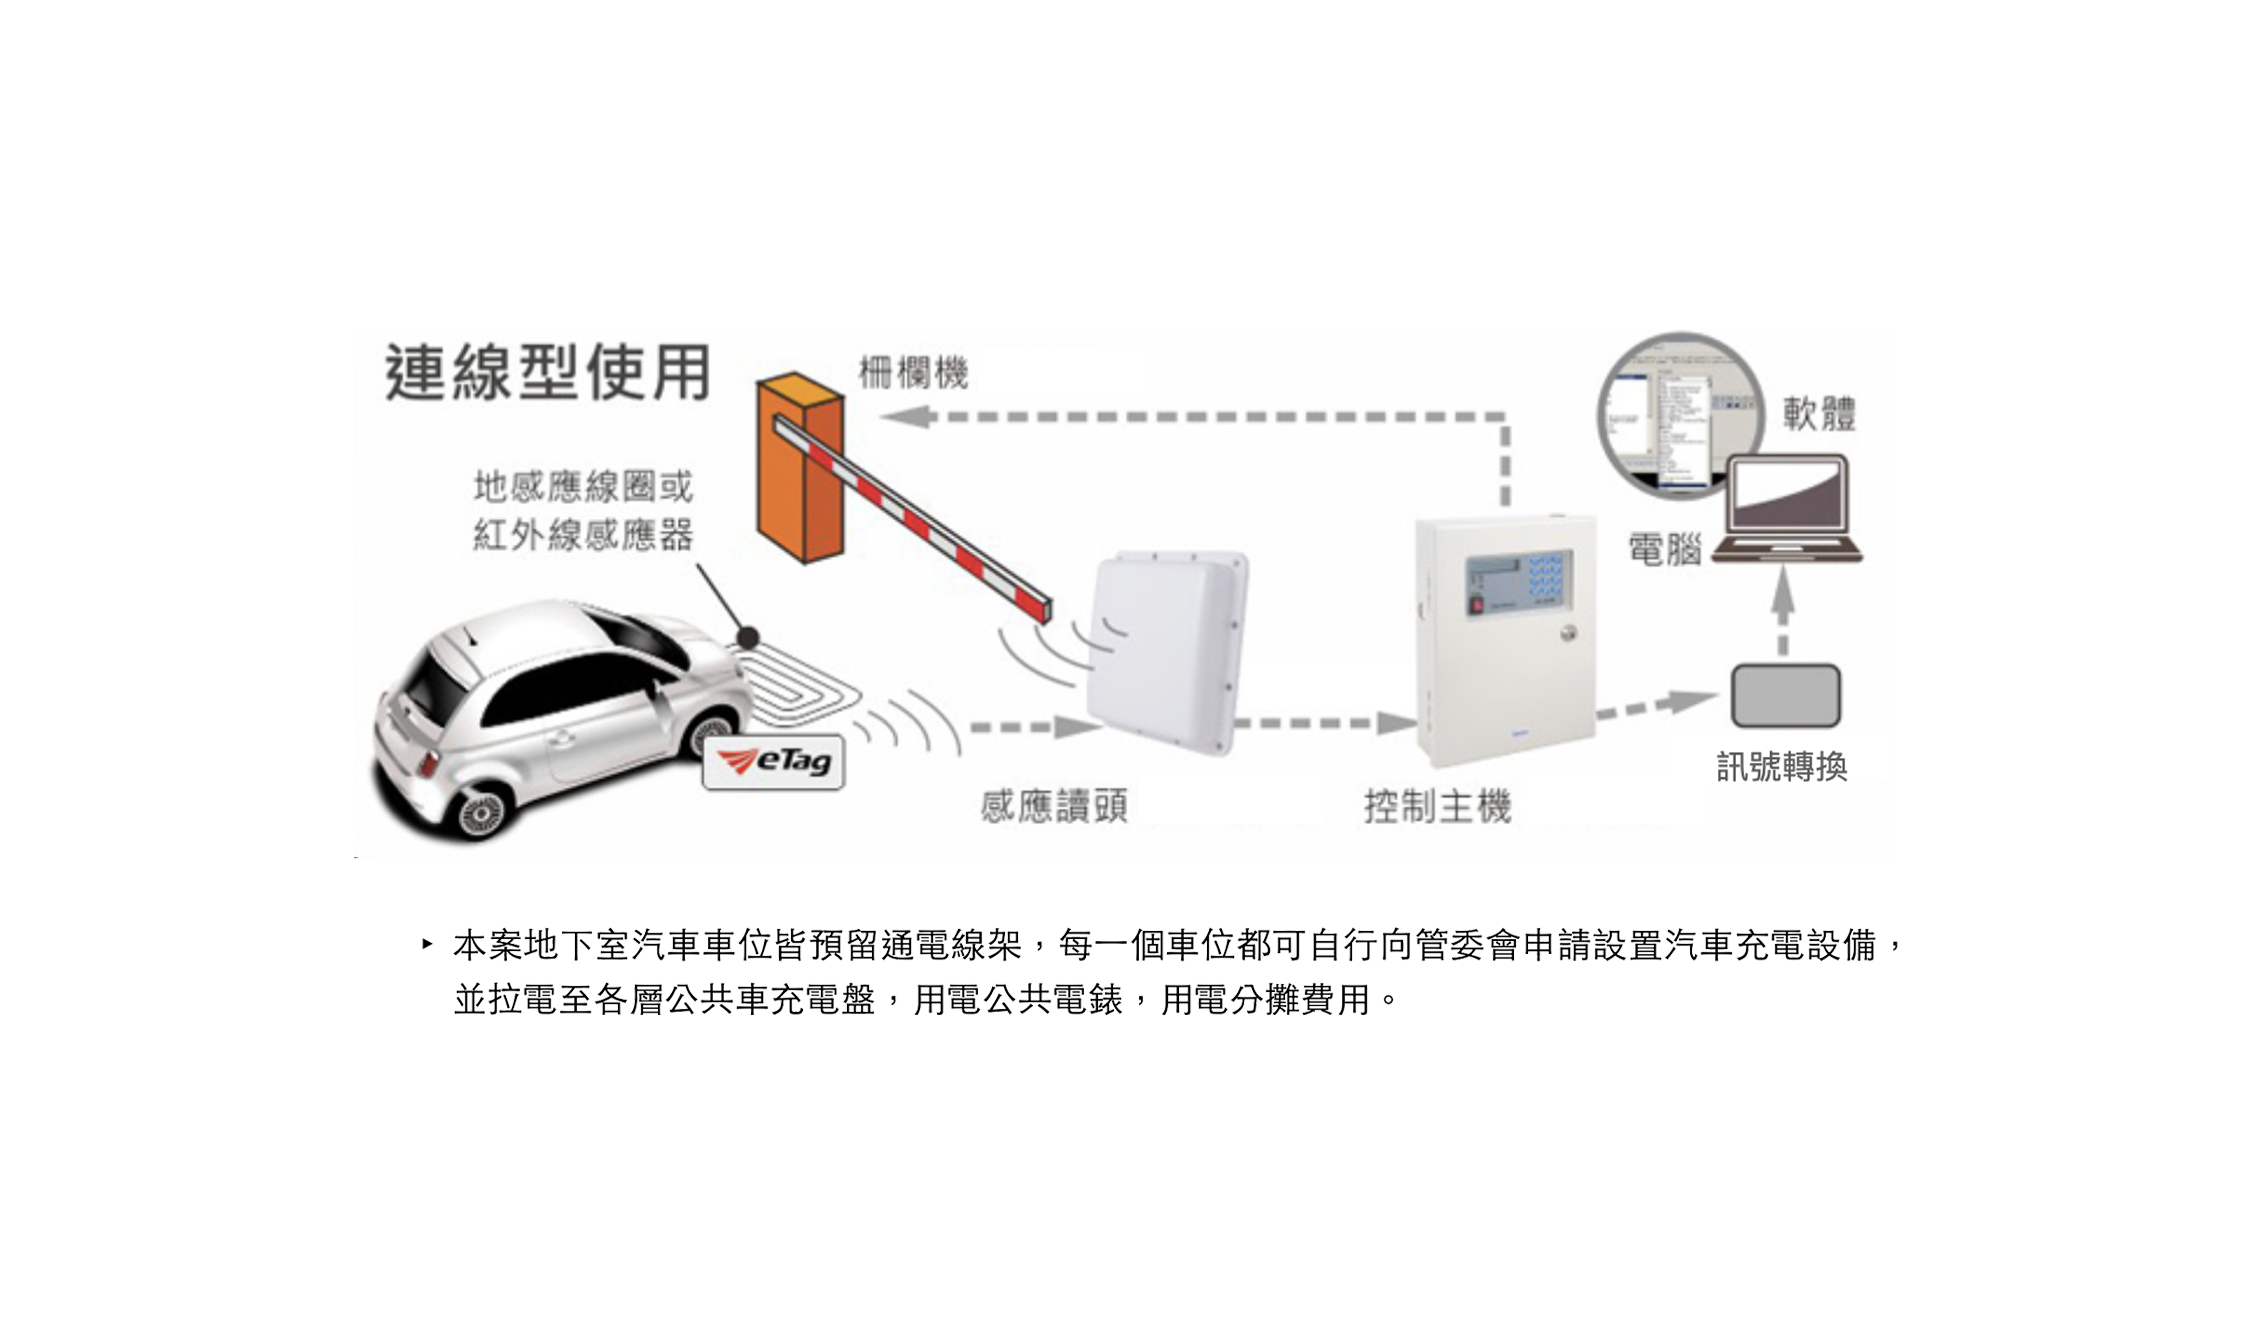 連線型使用
柵欄機
軟體
地感應線圈或
紅外線感應器
電腦
eTag
訊號轉換
感應讀頭
控制主機
‣ 本案地下室汽車車位皆預留通電線架，每一個車位都可自行向管委會申請設置汽車充電設備，
並拉電至各層公共車充電盤，用電公共電錶，用電分攤費用。